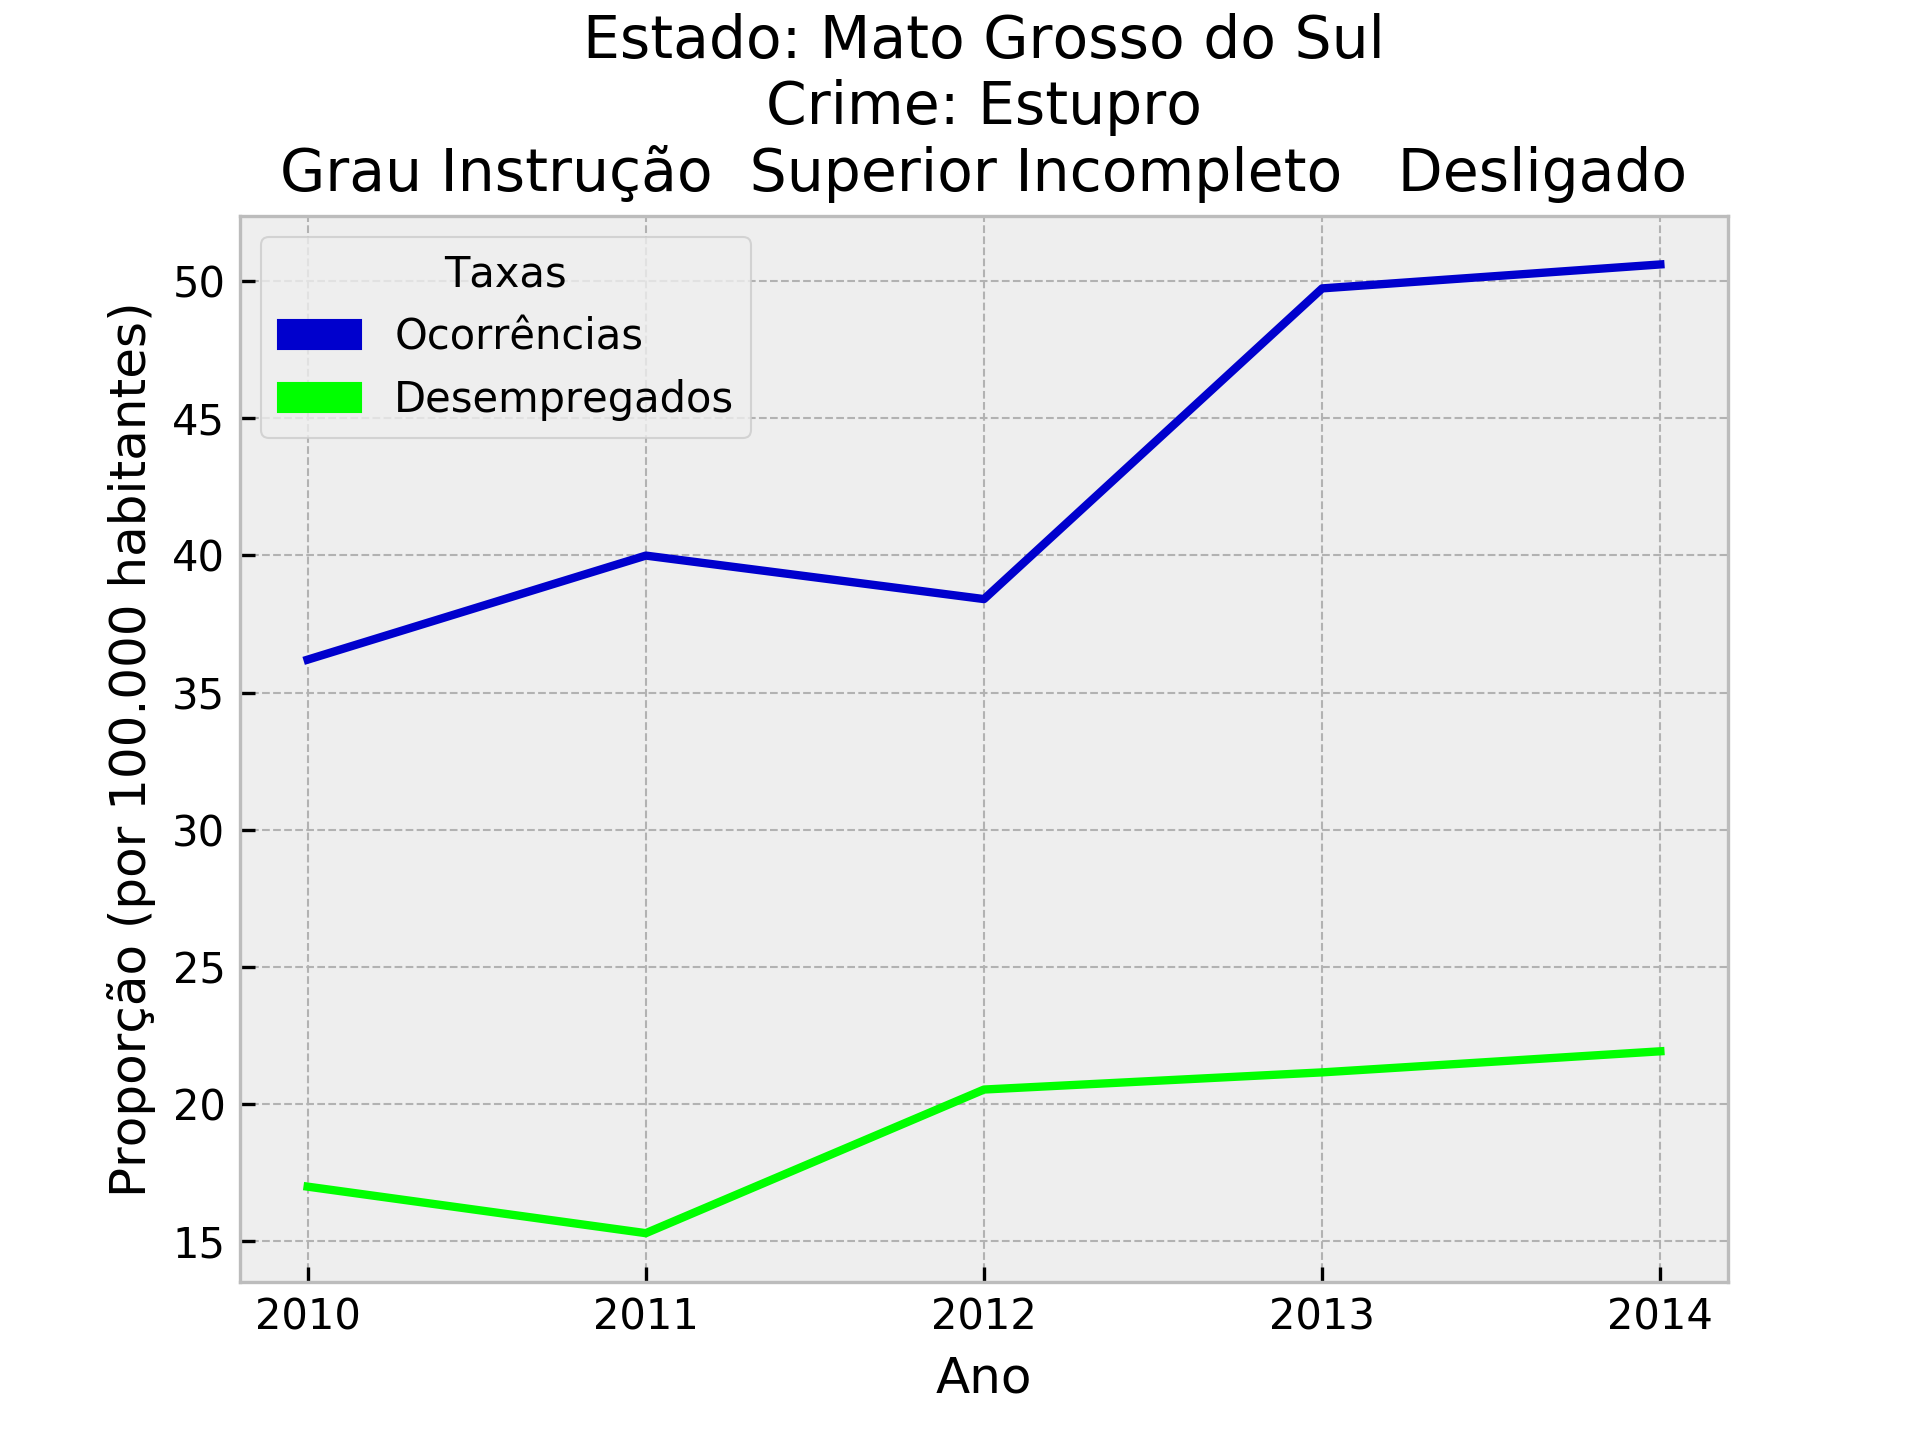 Estado: Mato Grosso do Sul
Crime: Estupro
Grau Instrução  Superior Incompleto   Desligado
Taxas
Ocorrências
Desempregados
Proporção (por 100.000 habitantes)
50
45
40
35
30
25
20
15
2010 2011 2012 2013 2014
Ano